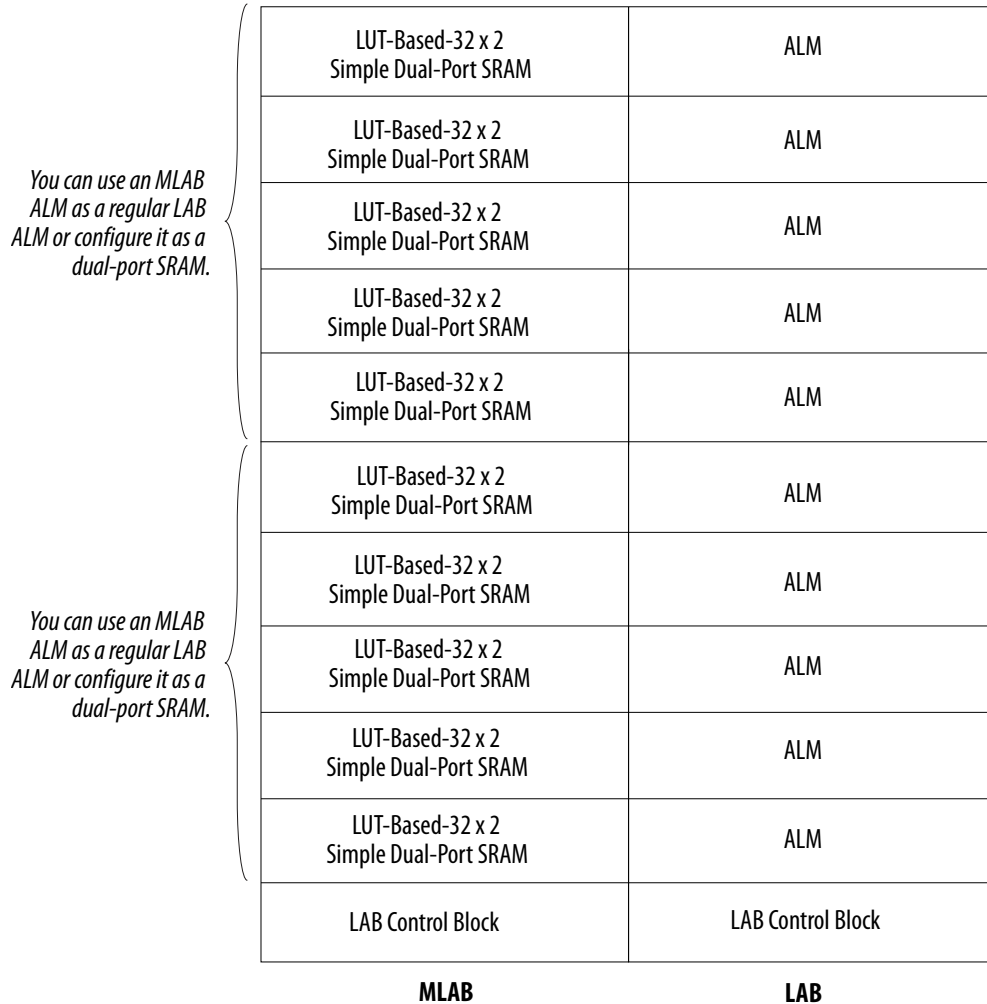 LUT-Based-32 x 2
Simple Dual-Port SRAM
ALM
LUT-Based-32 x 2
Simple Dual-Port SRAM
ALM
You can use an MLAB
ALM as a regular LAB
ALM or configure it as a
dual-port SRAM.
LUT-Based-32 x 2
Simple Dual-Port SRAM
ALM
LUT-Based-32 x 2
Simple Dual-Port SRAM
ALM
LUT-Based-32 x 2
Simple Dual-Port SRAM
ALM
LUT-Based-32 x 2
Simple Dual-Port SRAM
ALM
LUT-Based-32 x 2
Simple Dual-Port SRAM
ALM
You can use an MLAB
ALM as a regular LAB
ALM or configure it as a
dual-port SRAM.
LUT-Based-32 x 2
Simple Dual-Port SRAM
ALM
LUT-Based-32 x 2
Simple Dual-Port SRAM
ALM
LUT-Based-32 x 2
Simple Dual-Port SRAM
ALM
LAB Control Block
LAB Control Block
MLAB
LAB